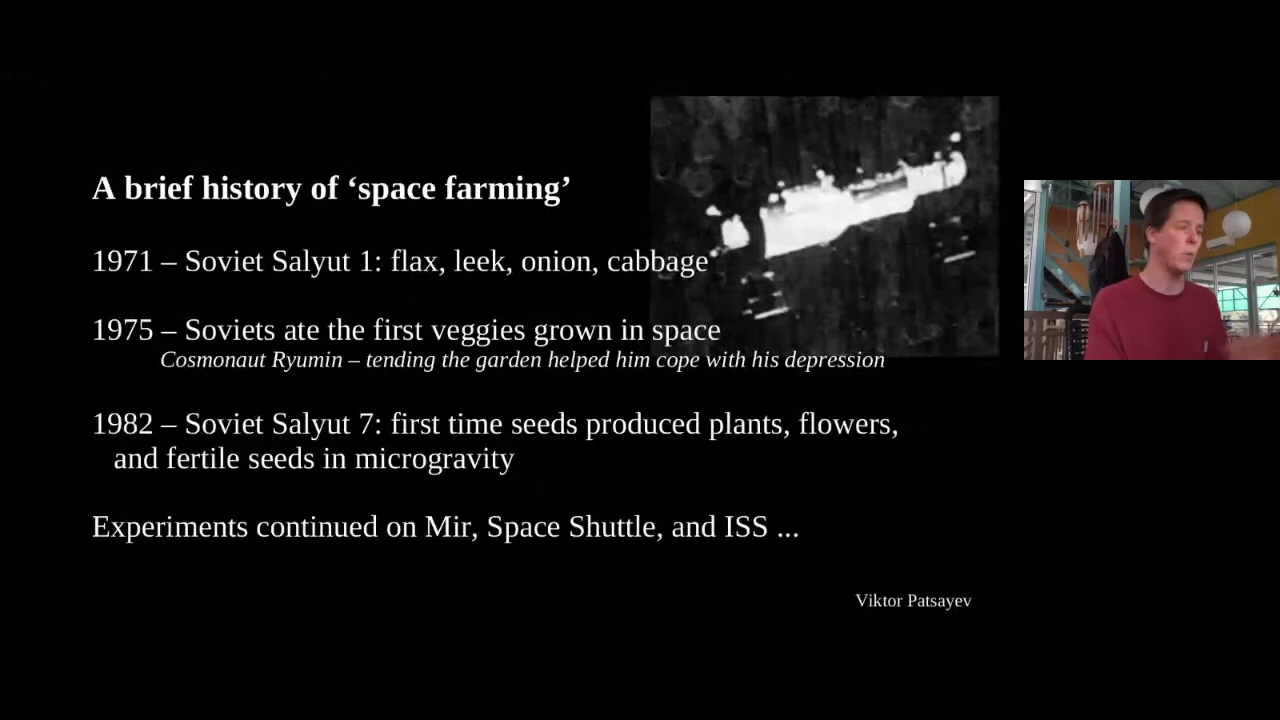 A brief history of ‘space farming’
1971 – Soviet Salyut 1: flax, leek, onion, cabbage
1975 – Soviets ate the first veggies grown in space
Cosmonaut Ryumin – tending the garden helped him cope with his depression
1982 – Soviet Salyut 7: first time seeds produced plants, flowers,
and fertile seeds in microgravity
Experiments continued on Mir, Space Shuttle, and ISS ...
Viktor Patsayev